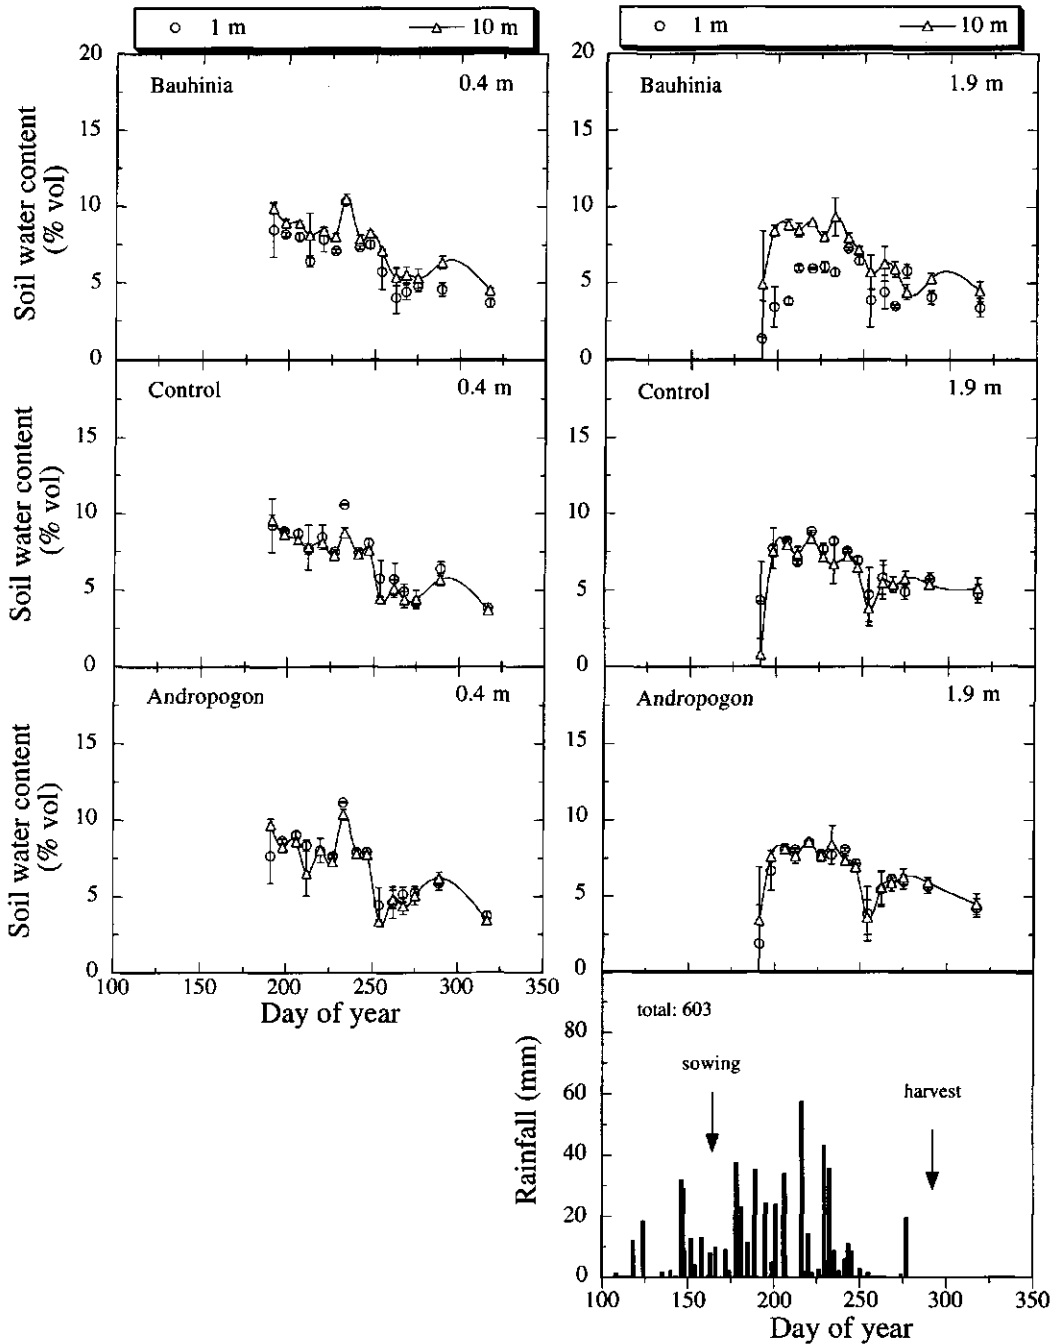 1 m 10 m
1 m 10 m
20
Bauhinia 0.4 m
15
10
5
0
Soil water content
(% vol)
20
Bauhinia 1.9 m
15
10
5
0
Control 0.4 m
15
10
5
0
Soil water content
(% vol)
Control 1.9 m
15
10
5
0
Andropogon 0.4 m
15
10
5
0
Soil water content
(% vol)
100 150 200 250 300 350
Day of year
Andropogon 1.9 m
15
10
5
0
total: 603
80
60
40
20
0
sowing
harvest
Rainfall (mm)
100 150 200 250 300 350
Day of year